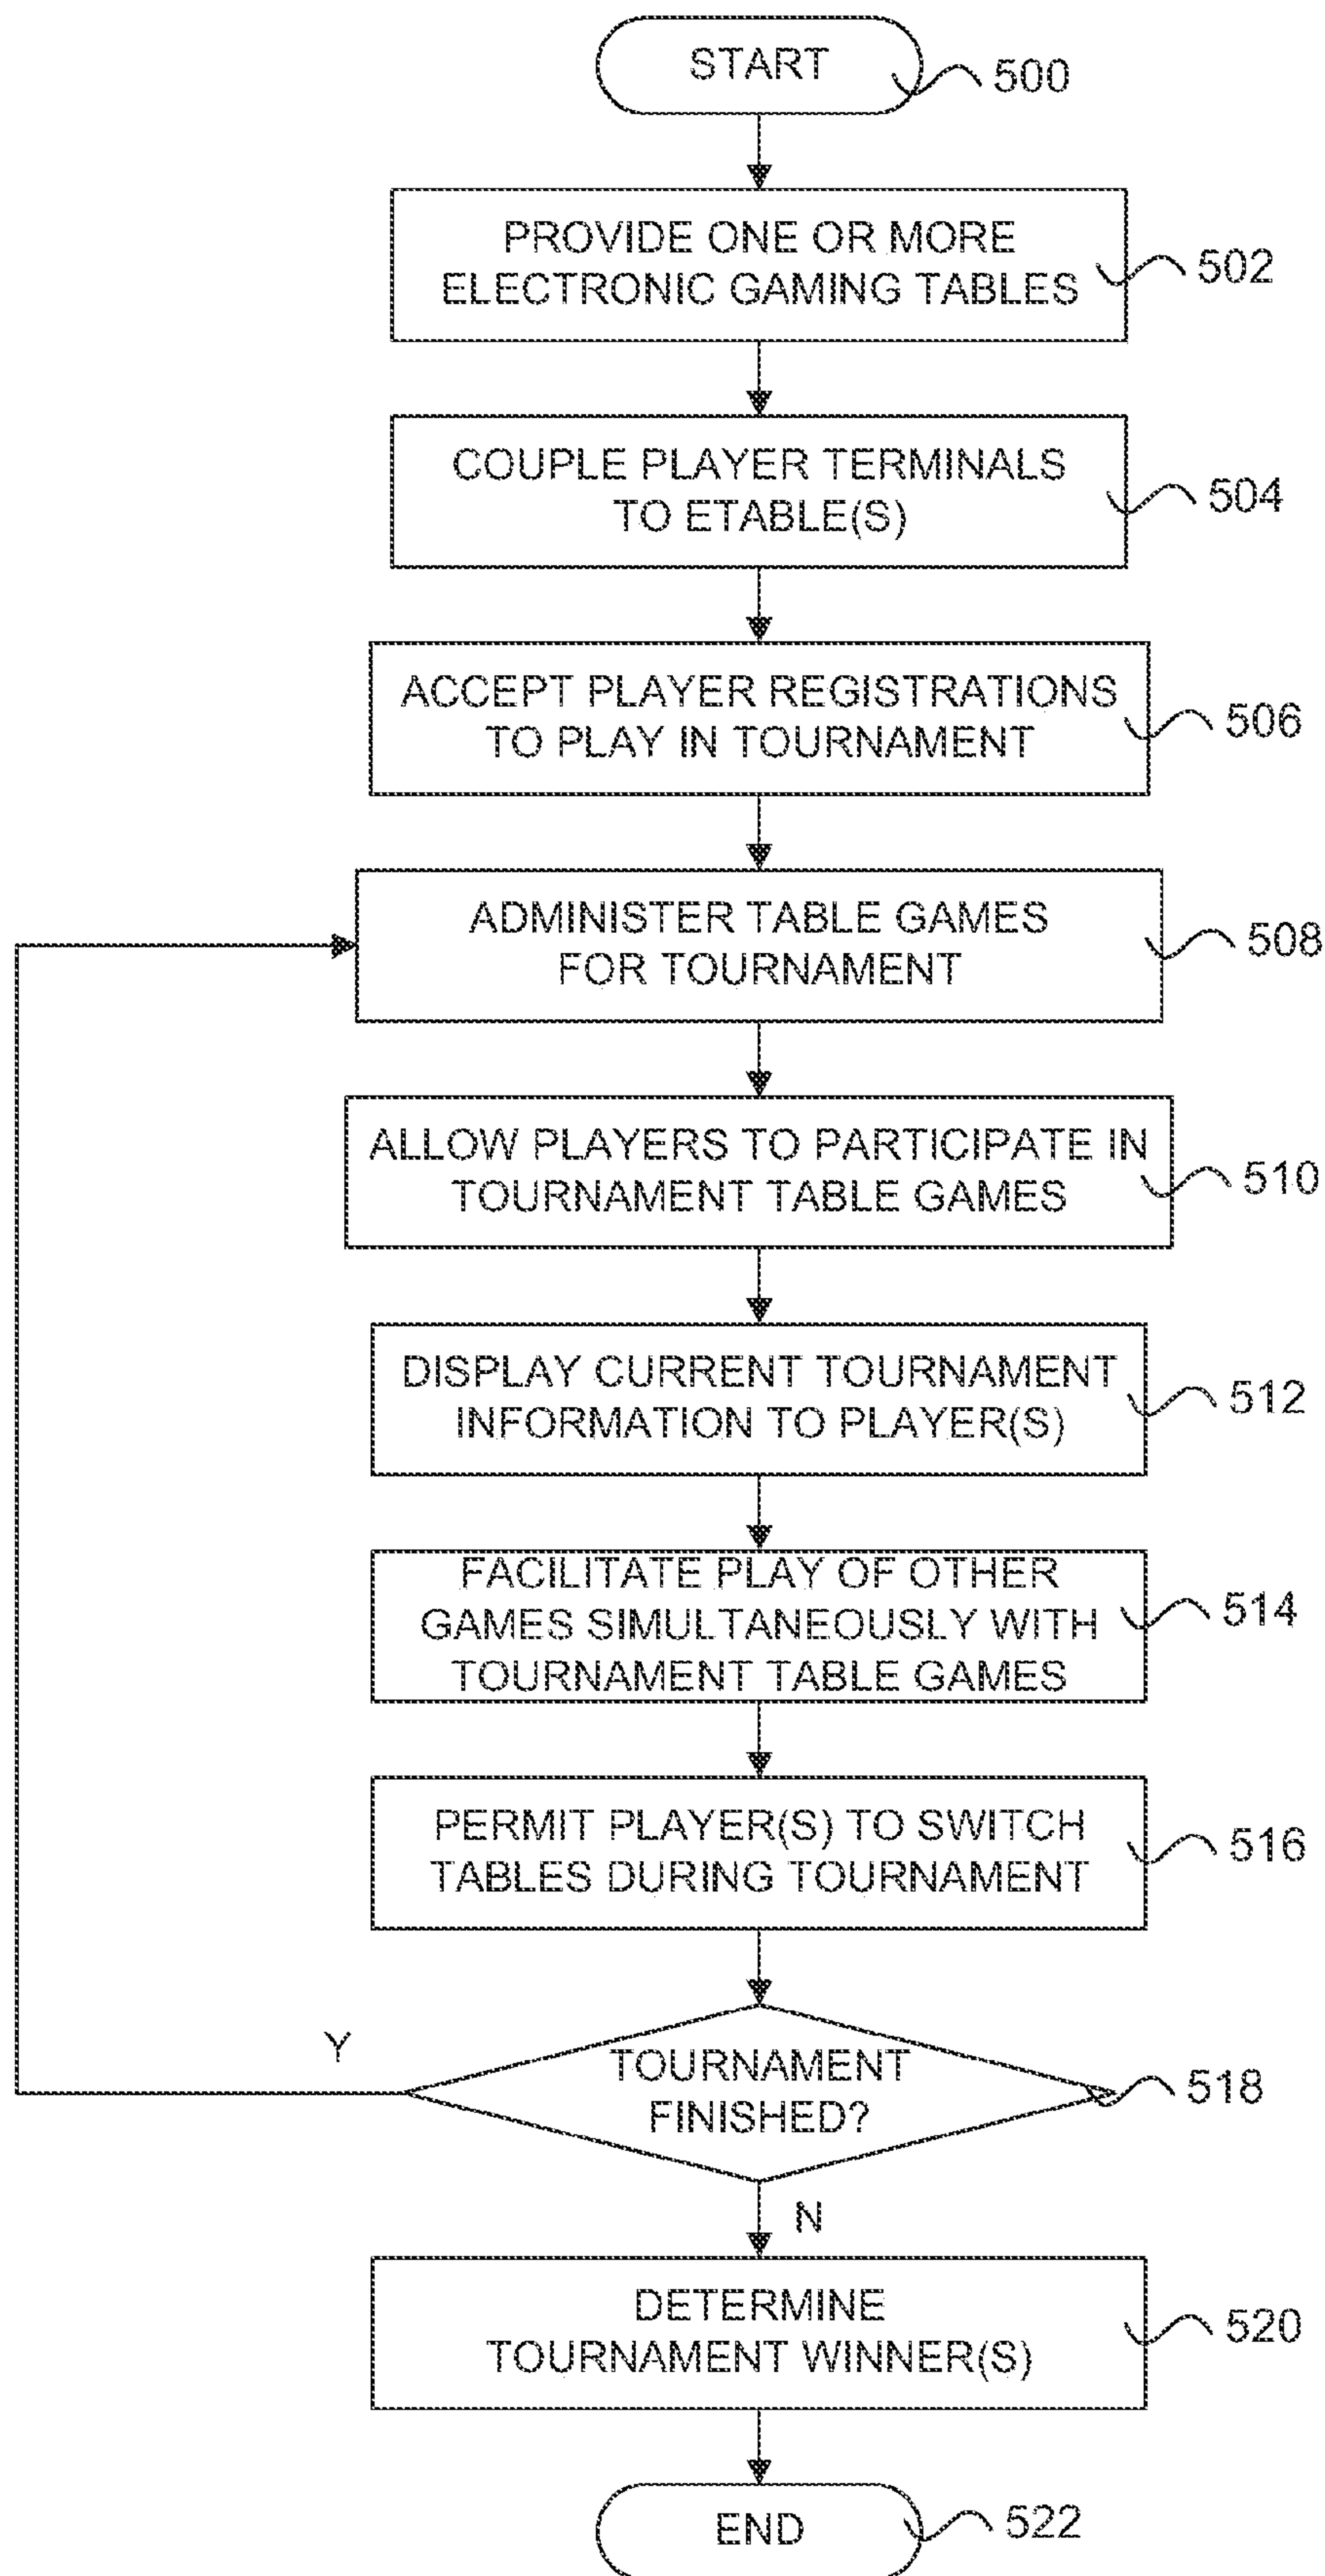 START
500
PROVIDE ONE OR MORE
ELECTRONIC GAMING TABLES
502
COUPLE PLAYER TERMINALS
TO ETABLE(S)
504
ACCEPT PLAYER REGISTRATIONS
TO PLAY IN TOURNAMENT
506
ADMINISTER TABLE GAMES
FOR TOURNAMENT
508
ALLOW PLAYERS TO PARTICIPATE IN
TOURNAMENT TABLE GAMES
510
DISPLAY CURRENT TOURNAMENT
INFORMATION TO PLAYER(S)
512
FACILITATE PLAY OF OTHER
GAMES SIMULTANEOUSLY WITH
TOURNAMENT TABLE GAMES
514
PERMIT PLAYER(S) TO SWITCH
TABLES DURING TOURNAMENT
516
Y
TOURNAMENT
FINISHED?
518
N
DETERMINE
TOURNAMENT WINNER(S)
520
END
522